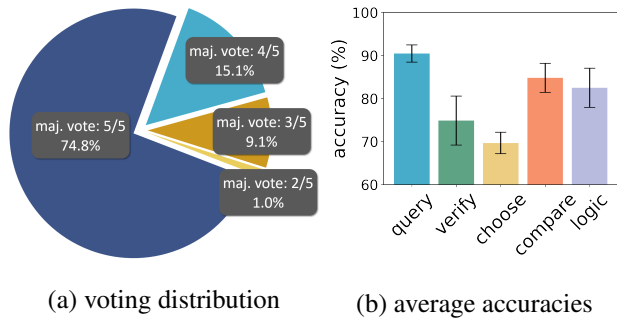 maj. vote: 4/5
15.1%
maj. vote: 5/5
74.8%
maj. vote: 3/5
9.1%
maj. vote: 2/5
1.0%
(a) voting distribution
accuracy (%)
100
90
80
70
60
query
verify
choose
compare
logic
(b) average accuracies